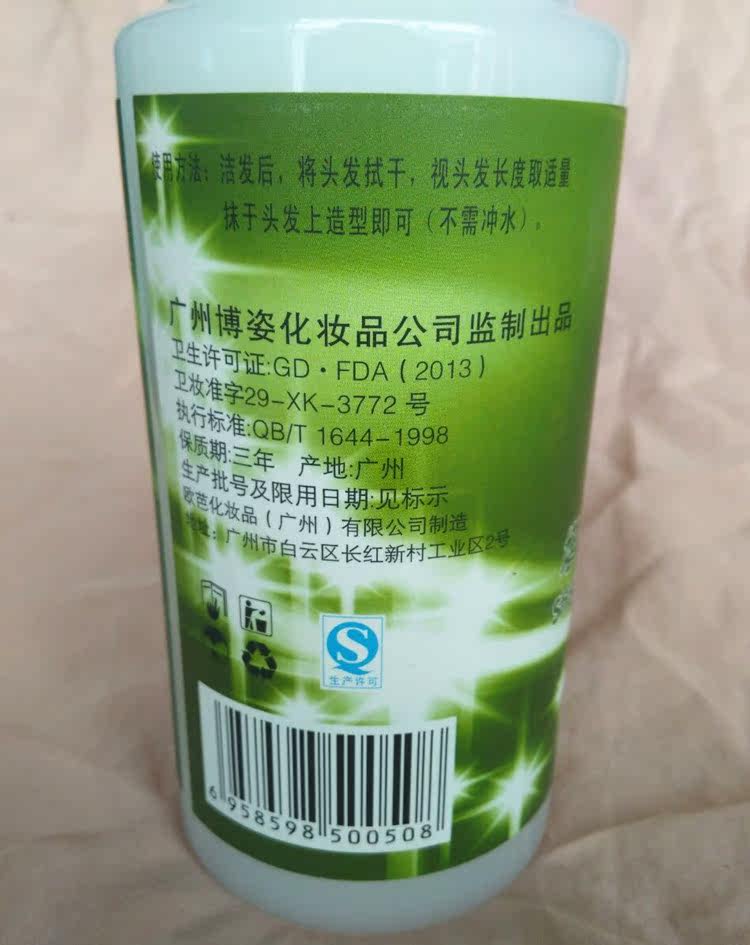 使用方法：洁发后，将头发拭干，视头发长度取适量
抹于头发上造型即可（不需冲水）。
广州博姿化妆品公司监制出品
卫生许可证:GD·FDA（2013）
卫妆准字29-XK-3772 号
执行标准:QB/T 1644-1998
保质期:三年 产地:广州
生产批号及限用日期:见标示
欧芭化妆品（广州）有限公司制造
地址：广州市白云区长红新村工业区2号
生产许可
6 958598 500508